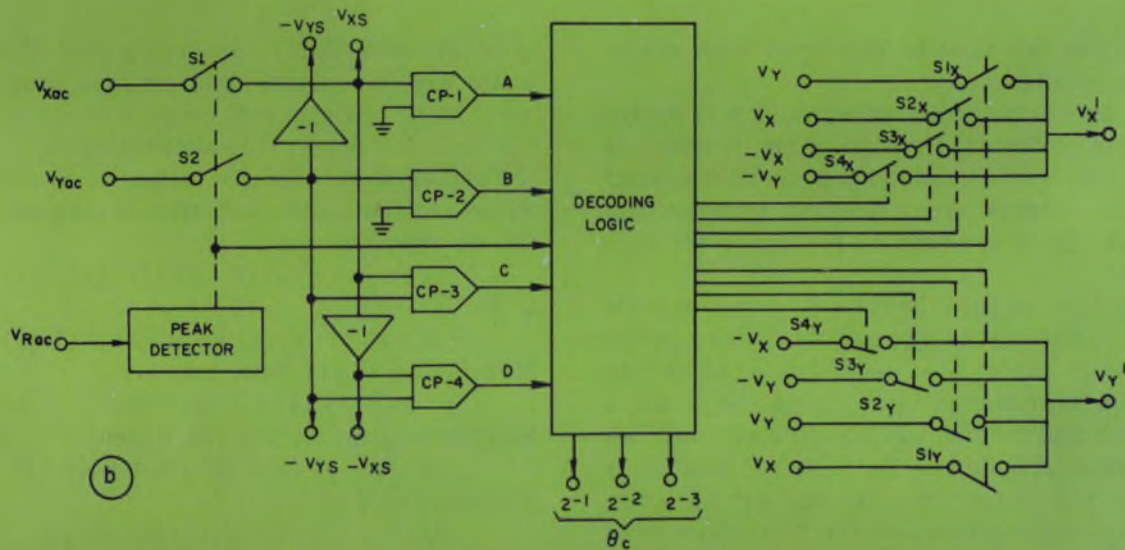 -VYS
VXS
VXac
S1
-1
CP-1
A
VYac
S2
CP-2
B
DECODING
LOGIC
CP-3
C
VRac
PEAK
DETECTOR
-1
CP-4
D
-VYS
-VXS
b
2-1
2-2
2-3
θc
VY
S1X
VX
S2X
-VX
S3X
-VY
S4X
VX'
-VX
S4Y
-VY
S3Y
VY
S2Y
VX
S1Y
VY'